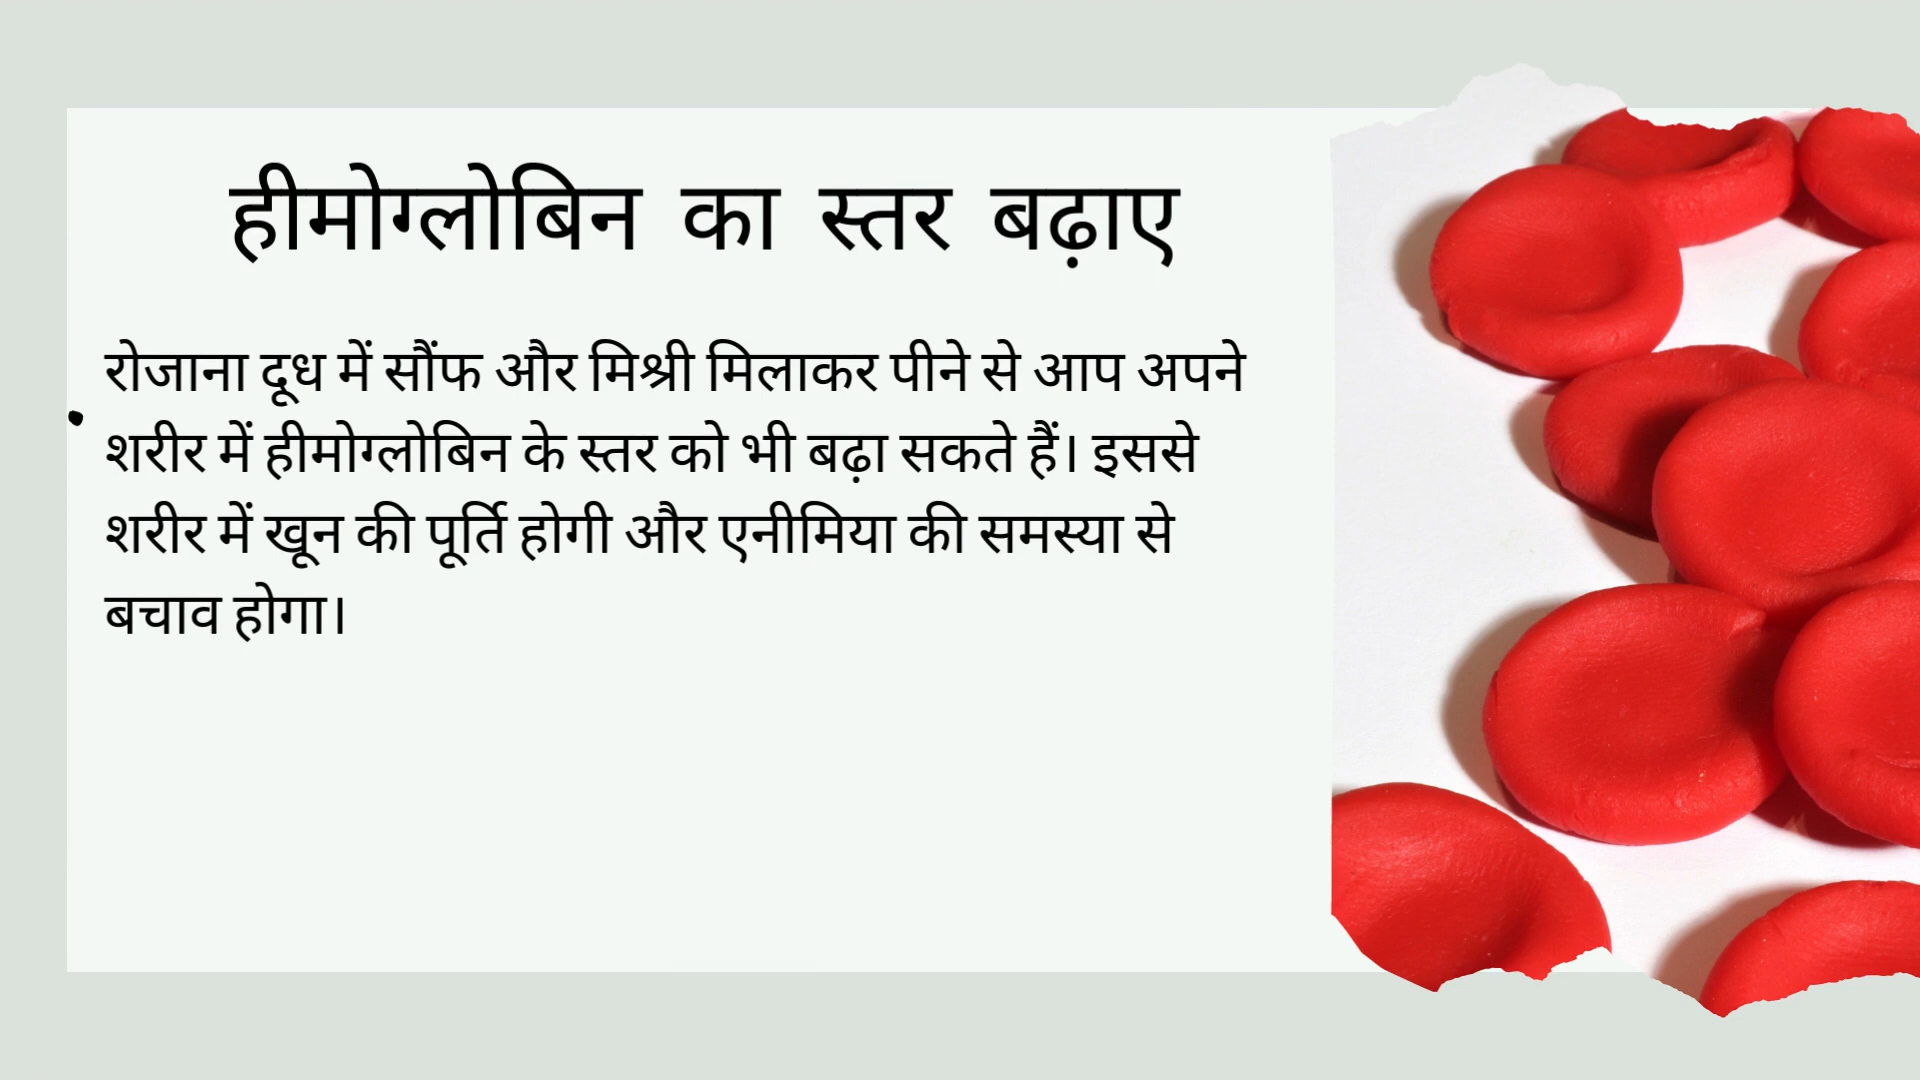 हीमोग्लोबिन का स्तर बढ़ाए
रोजाना दूध में सौंफ और मिश्री मिलाकर पीने से आप अपने
शरीर में हीमोग्लोबिन के स्तर को भी बढ़ा सकते हैं। इससे
शरीर में खून की पूर्ति होगी और एनीमिया की समस्या से
बचाव होगा।